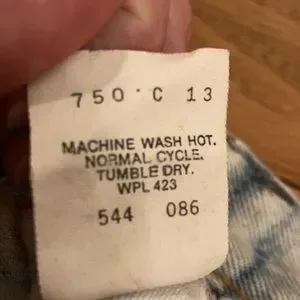 750 · C 13
MACHINE WASH HOT.
NORMAL CYCLE.
TUMBLE DRY.
WPL 423
544 086